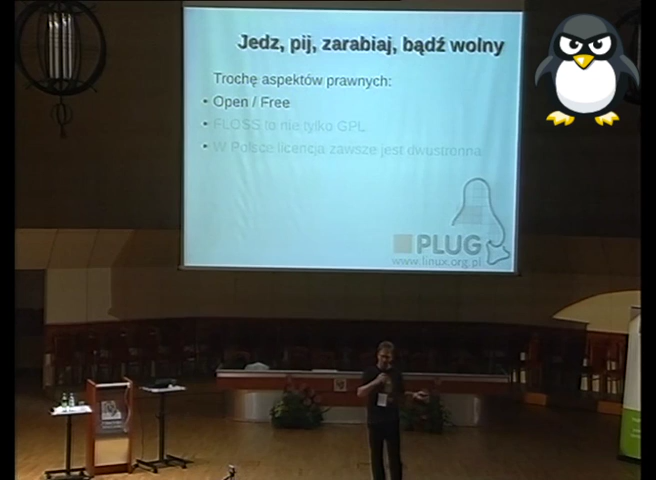 Jedz, pij, zarabiaj, bądź wolny
Trochę aspektów prawnych:
• Open / Free
• FLOSS to nie tylko GPL
• W Polsce licencja zawsze jest dwustronna
PLUG
www.linux.org.pl